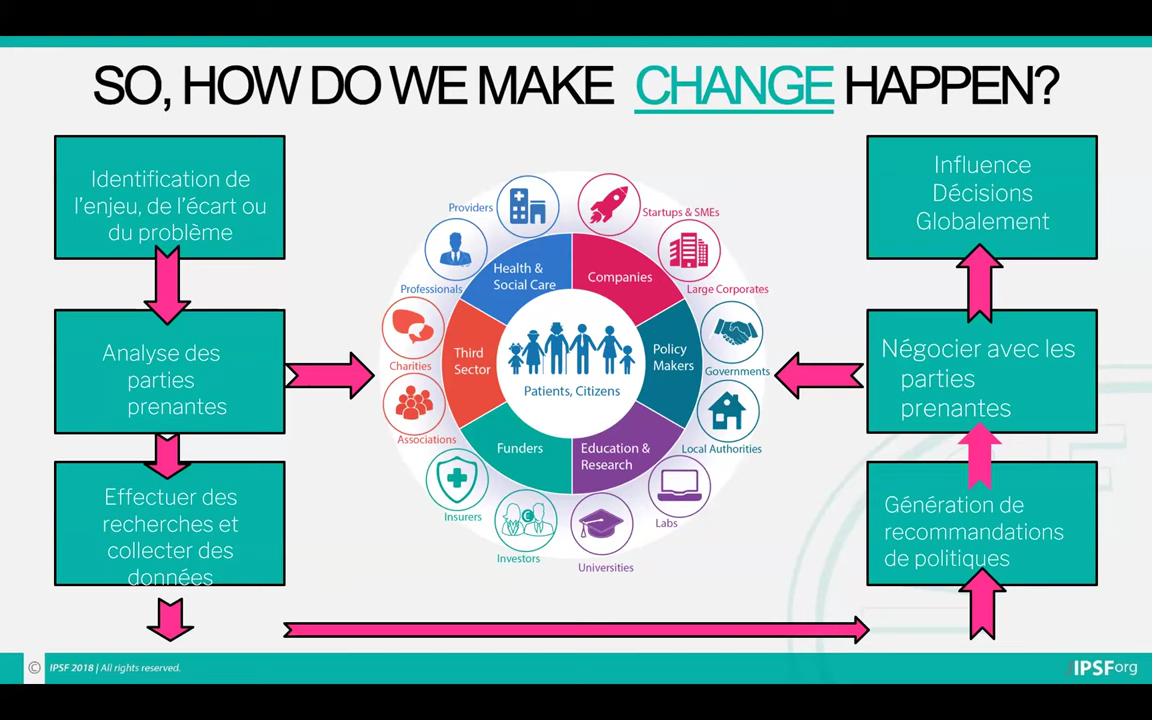 SO, HOW DO WE MAKE CHANGE HAPPEN?
Identification de
l'enjeu, de l'écart ou
du problème
Analyse des
parties
prenantes
Effectuer des
recherches et
collecter des
données
Providers
Professionals
Charities
Associations
Insurers
Investors
Universities
Labs
Local Authorities
Governments
Large Corporates
Startups & SMEs
Health &
Social Care
Companies
Third
Sector
Policy
Makers
Funders
Education &
Research
Patients, Citizens
Influence
Décisions
Globalement
Négocier avec les
parties
prenantes
Génération de
recommandations
de politiques
© IPSF 2018 | All rights reserved.
IPSForg